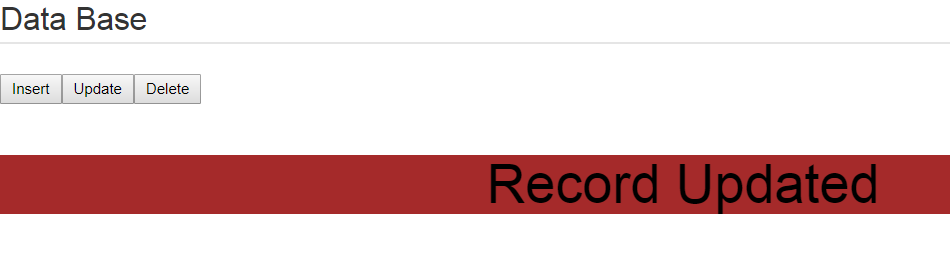 Data Base
Insert Update Delete
Record Updated